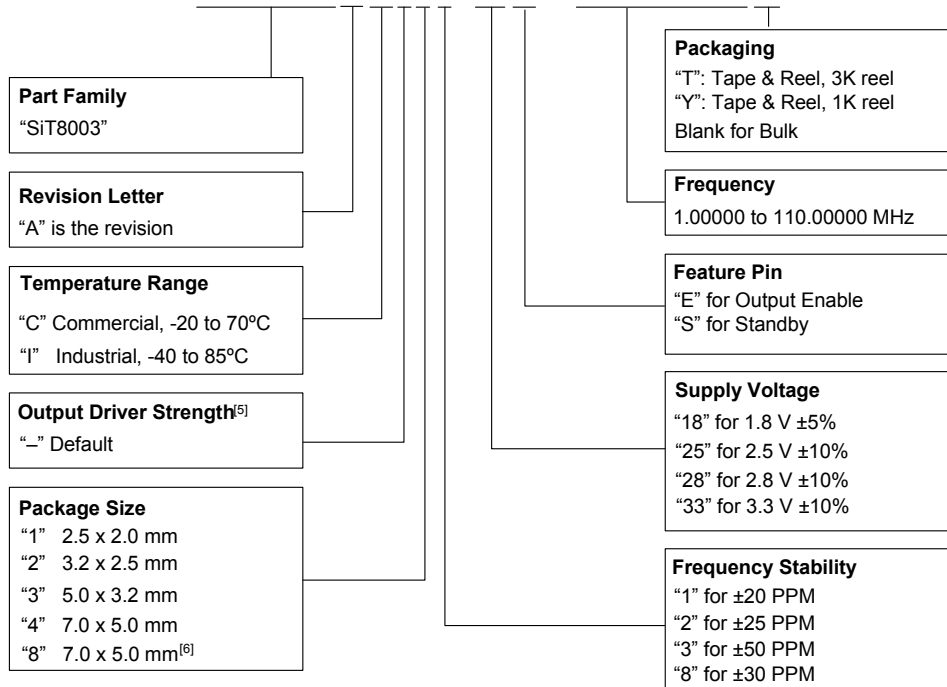 Part Family
“SiT8003”
Revision Letter
“A” is the revision
Temperature Range
“C” Commercial, -20 to 70ºC
“I” Industrial, -40 to 85ºC
Output Driver Strength[5]
“–” Default
Package Size
“1” 2.5 x 2.0 mm
“2” 3.2 x 2.5 mm
“3” 5.0 x 3.2 mm
“4” 7.0 x 5.0 mm
“8” 7.0 x 5.0 mm[6]
Packaging
“T”: Tape & Reel, 3K reel
“Y”: Tape & Reel, 1K reel
Blank for Bulk
Frequency
1.00000 to 110.00000 MHz
Feature Pin
“E” for Output Enable
“S” for Standby
Supply Voltage
“18” for 1.8 V ±5%
“25” for 2.5 V ±10%
“28” for 2.8 V ±10%
“33” for 3.3 V ±10%
Frequency Stability
“1” for ±20 PPM
“2” for ±25 PPM
“3” for ±50 PPM
“8” for ±30 PPM